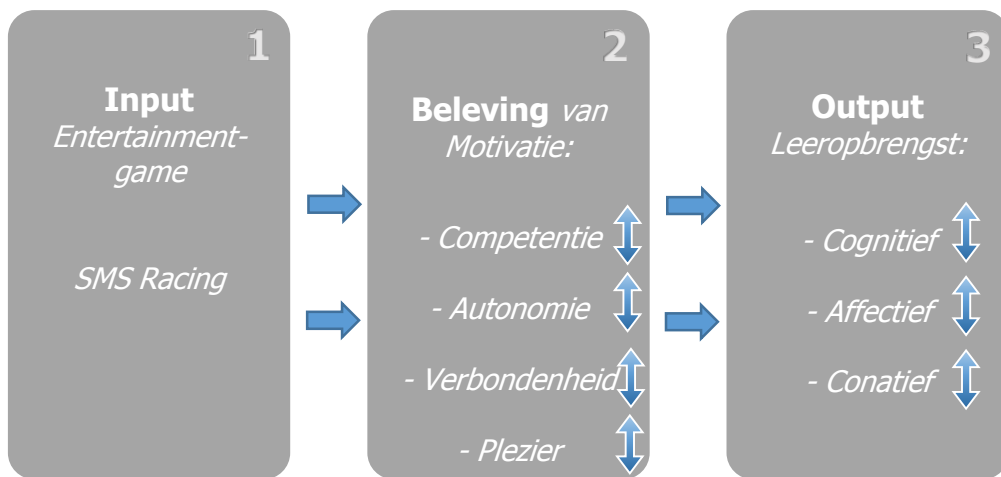 1
Input
Entertainment-
game
SMS Racing
2
Beleving van
Motivatie:
- Competentie
- Autonomie
- Verbondenheid
- Plezier
3
Output
Leeropbrengst:
- Cognitief
- Affectief
- Conatief